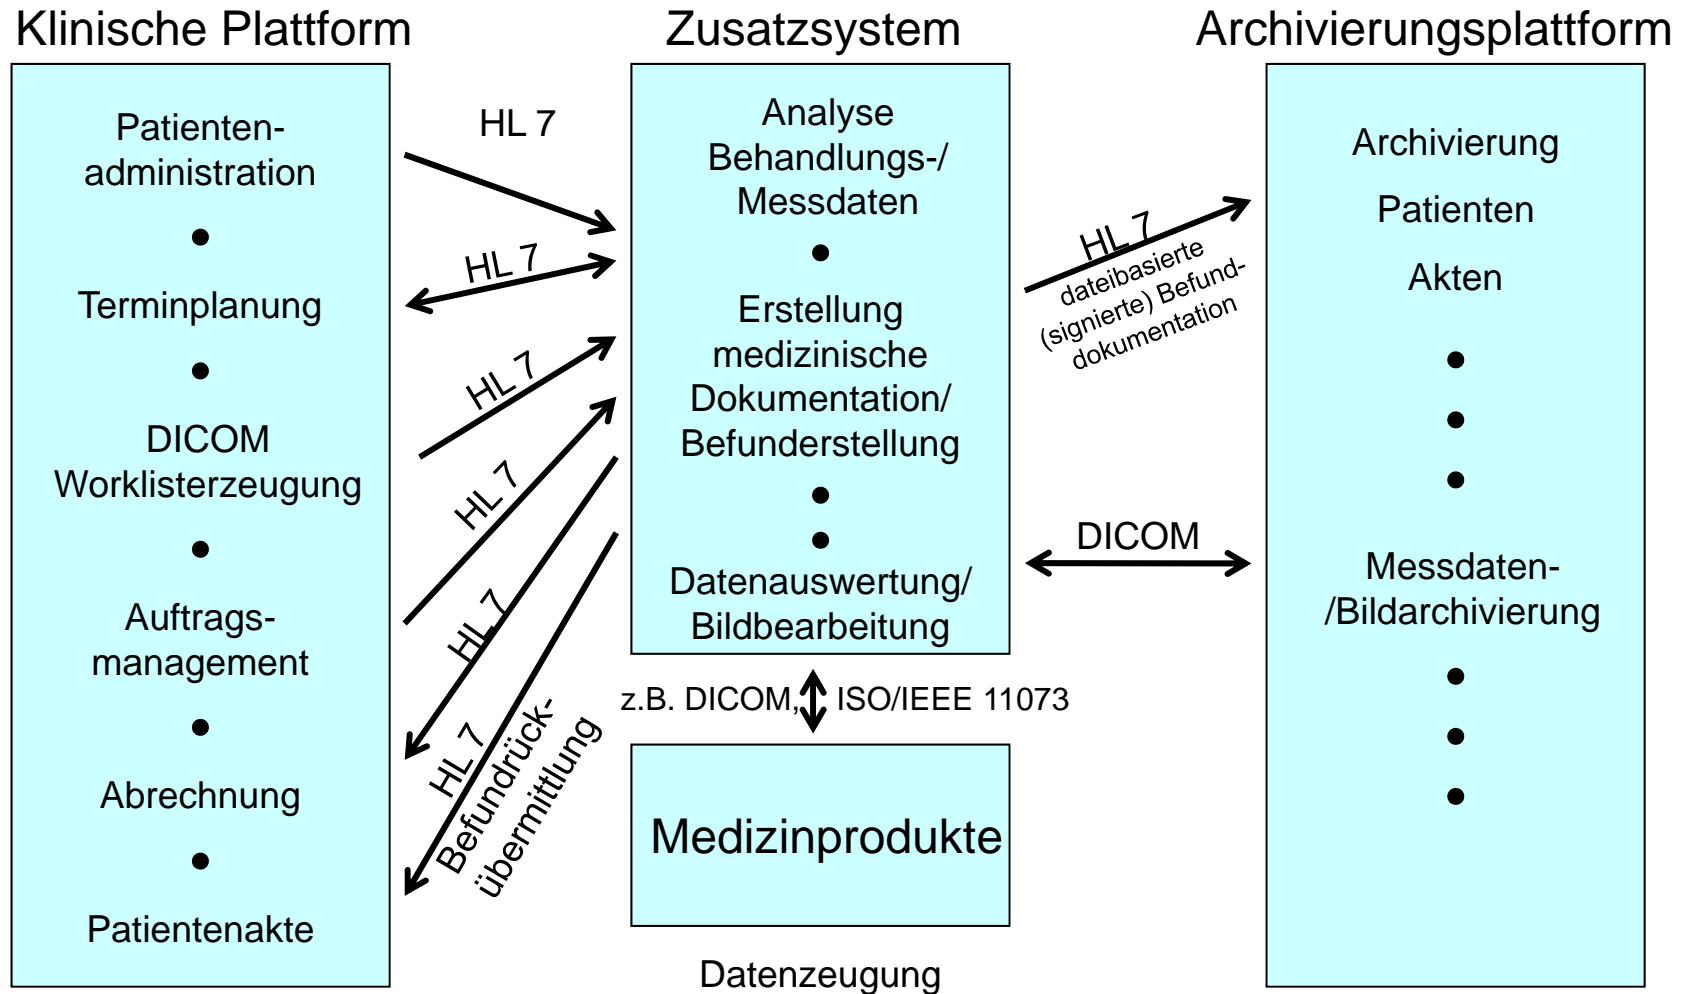 Klinische Plattform
Patienten-
administration
Terminplanung
DICOM
Worklisterzeugung
Auftrags-
management
Abrechnung
Patientenakte
HL 7
HL 7
HL 7
HL 7
HL 7
HL 7
Befundrück-
übermittlung
Zusatzsystem
Analyse
Behandlungs-/
Messdaten
Erstellung
medizinische
Dokumentation/
Befunderstellung
Datenauswertung/
Bildbearbeitung
z.B. DICOM, ISO/IEEE 11073
Medizinprodukte
Datenzeugung
HL 7
dateibasierte
(signierte) Befund-
dokumentation
DICOM
Archivierungsplattform
Archivierung
Patienten
Akten
Messdaten-
/Bildarchivierung